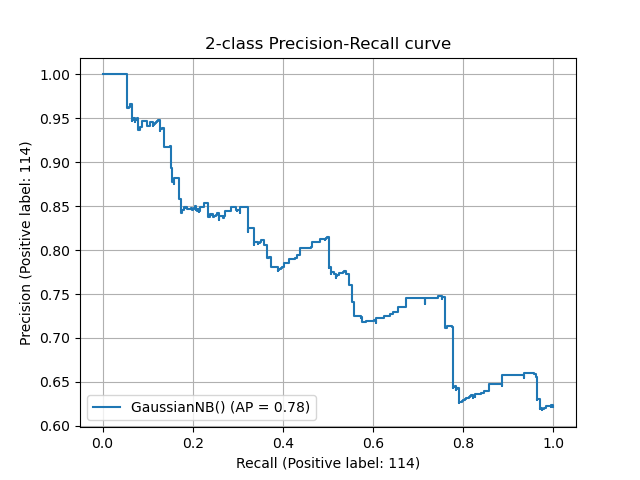 2-class Precision-Recall curve
1.00
0.95
0.90
0.85
0.80
0.75
0.70
0.65
0.60
Precision (Positive label: 114)
GaussianNB() (AP = 0.78)
0.0 0.2 0.4 0.6 0.8 1.0
Recall (Positive label: 114)